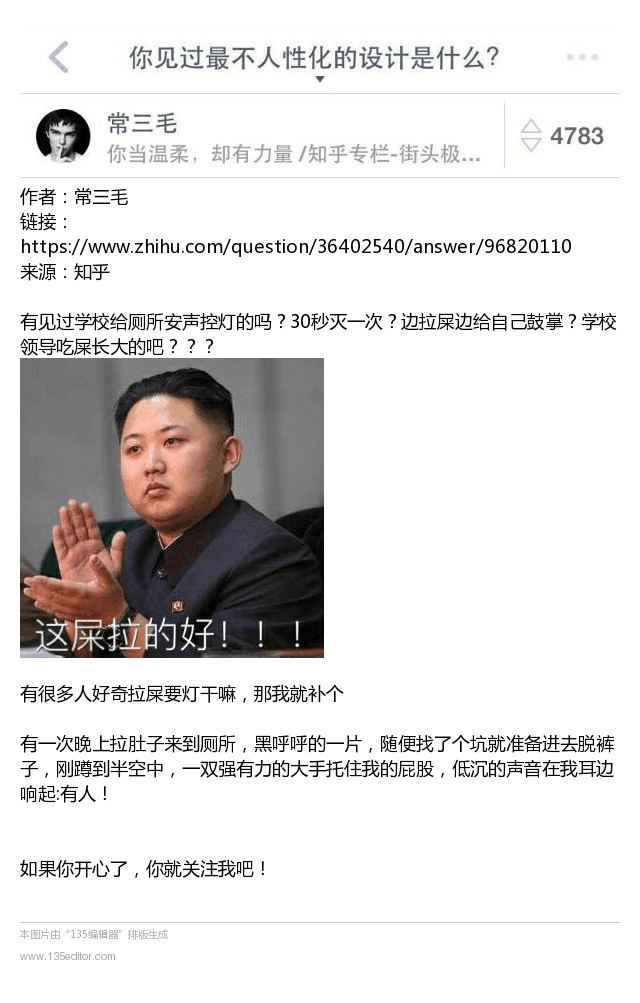 你见过最不人性化的设计是什么？
常三毛
你当温柔，却有力量 /知乎专栏-街头极...
4783
作者：常三毛
链接：
https://www.zhihu.com/question/36402540/answer/96820110
来源：知乎
有见过学校给厕所安声控灯的吗？30秒灭一次？边拉屎边给自己鼓掌？学校
领导吃屎长大的吧？？？
这屎拉的好！！！
有很多人好奇拉屎要灯干嘛，那我就补个
有一次晚上拉肚子来到厕所，黑呼呼的一片，随便找了个坑就准备进去脱裤
子，刚蹲到半空中，一双强有力的大手托住我的屁股，低沉的声音在我耳边
响起:有人！
如果你开心了，你就关注我吧！
本图片由“135编辑器”排版生成
www.135editor.com